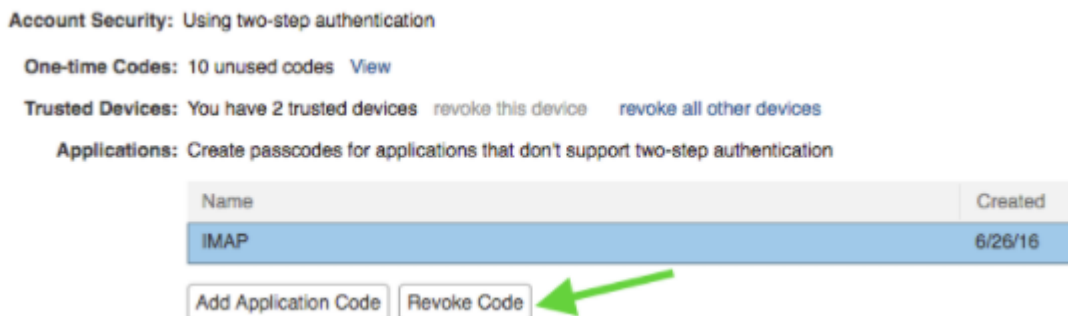 Account Security: Using two-step authentication
One-time Codes: 10 unused codes View
Trusted Devices: You have 2 trusted devices revoke this device revoke all other devices
Applications: Create passcodes for applications that don't support two-step authentication
Name Created
IMAP 6/26/16
Add Application Code Revoke Code